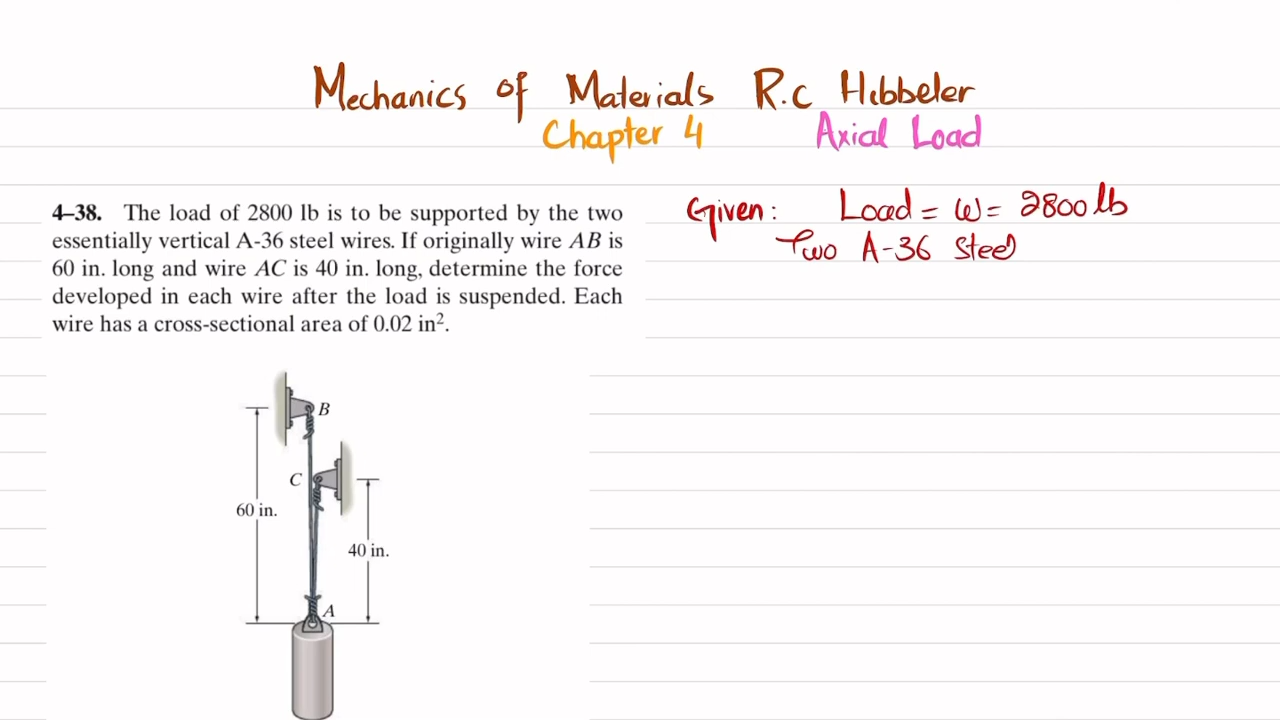 Mechanics of Materials R.C Hibbeler
Chapter 4 Axial Load
4–38. The load of 2800 lb is to be supported by the two
essentially vertical A-36 steel wires. If originally wire AB is
60 in. long and wire AC is 40 in. long, determine the force
developed in each wire after the load is suspended. Each
wire has a cross-sectional area of 0.02 in².
Given: Load = W = 2800 lb
Two A-36 Steel
B
C
60 in.
40 in.
A